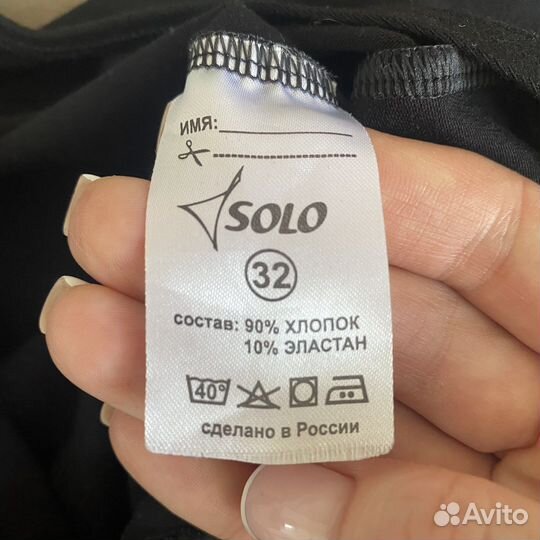 ИМЯ:
SOLO
32
состав: 90% ХЛОПОК
10% ЭЛАСТАН
40°
сделано в России
Avito